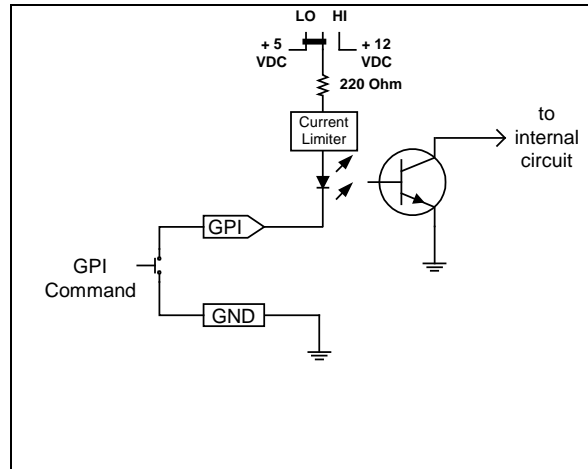 LO HI
+ 5
VDC
+ 12
VDC
220 Ohm
Current
Limiter
to
internal
circuit
GPI
GPI
Command
GND